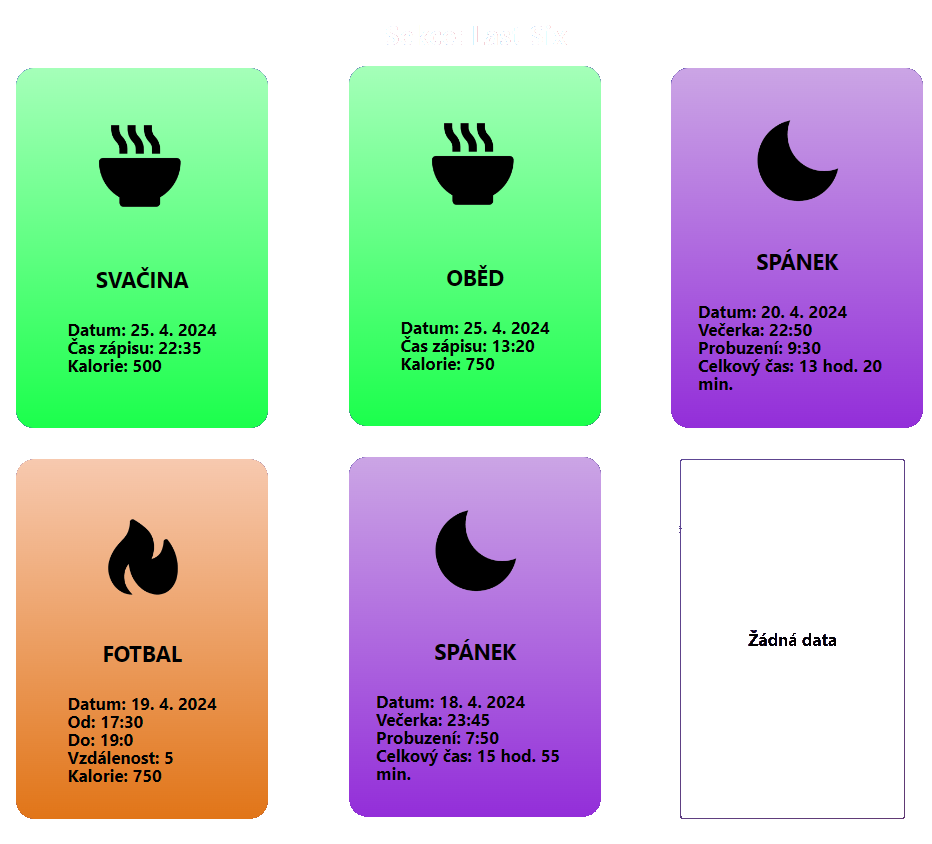 SVAČINA
Datum: 25. 4. 2024
Čas zápisu: 22:35
Kalorie: 500
OBĚD
Datum: 25. 4. 2024
Čas zápisu: 13:20
Kalorie: 750
SPÁNEK
Datum: 20. 4. 2024
Večerka: 22:50
Probuzení: 9:30
Celkový čas: 13 hod. 20
min.
FOTBAL
Datum: 19. 4. 2024
Od: 17:30
Do: 19:0
Vzdálenost: 5
Kalorie: 750
SPÁNEK
Datum: 18. 4. 2024
Večerka: 23:45
Probuzení: 7:50
Celkový čas: 15 hod. 55
min.
Žádná data